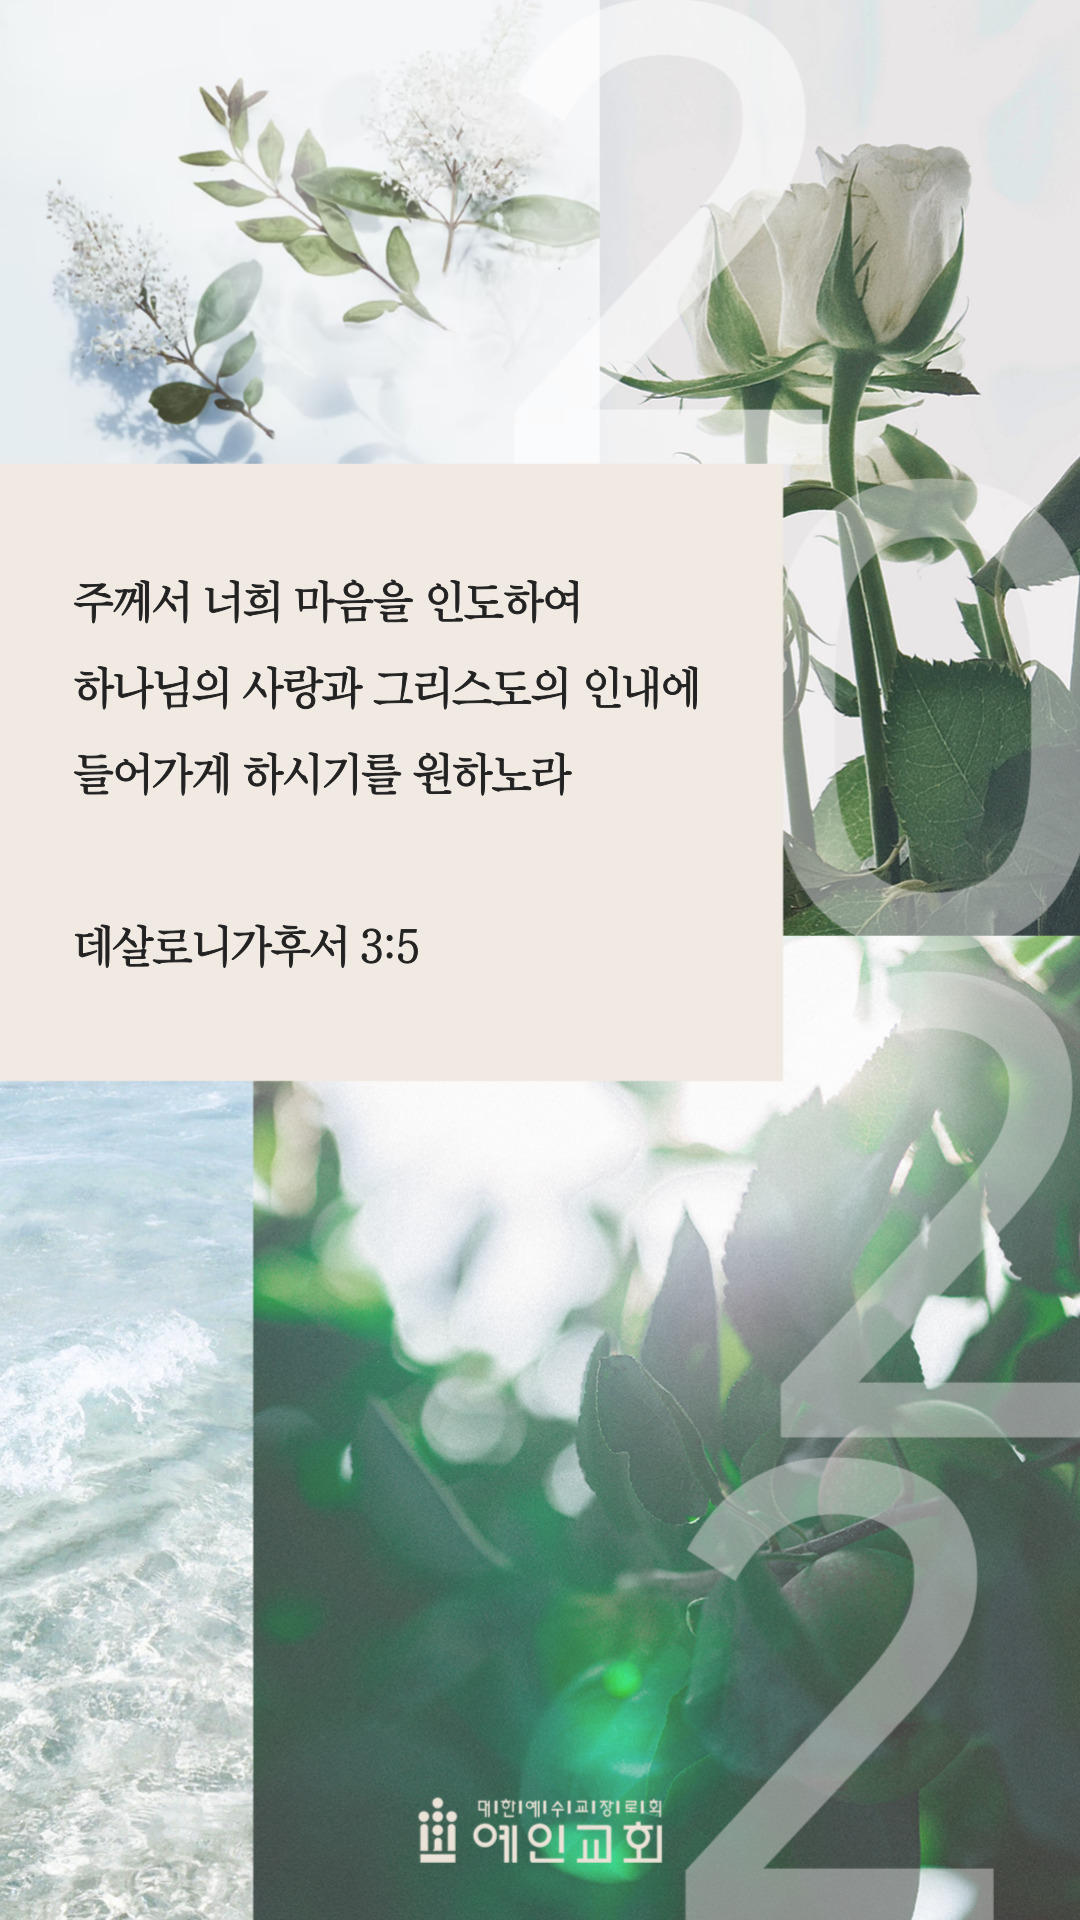 주께서 너희 마음을 인도하여
하나님의 사랑과 그리스도의 인내에
들어가게 하시기를 원하노라
데살로니가후서 3:5
2
0
2
2
대한예수교장로회
예인교회